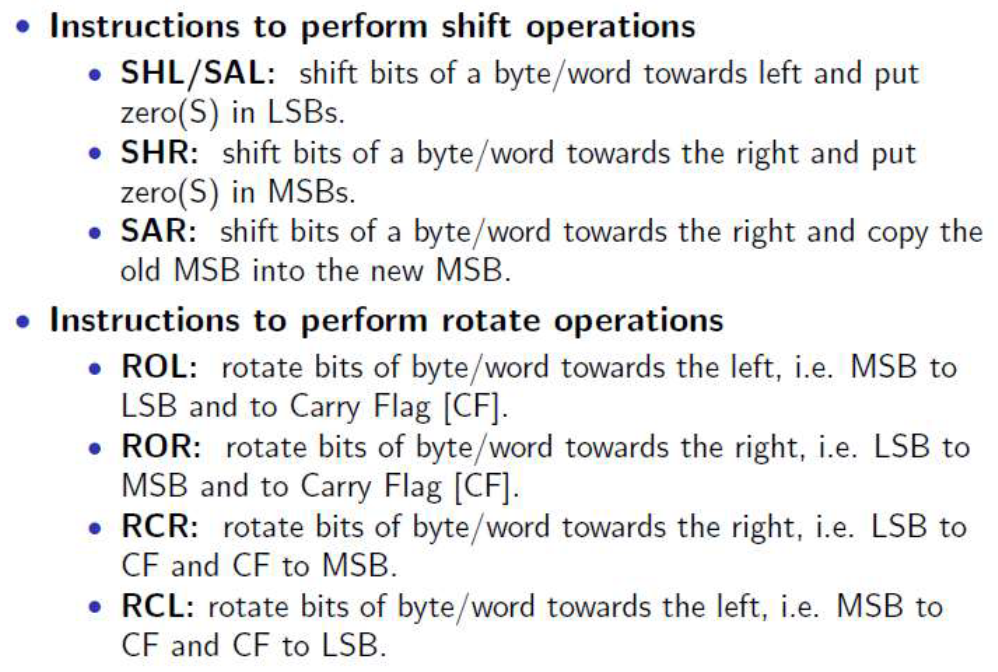 • Instructions to perform shift operations
• SHL/SAL: shift bits of a byte/word towards left and put
zero(S) in LSBs.
• SHR: shift bits of a byte/word towards the right and put
zero(S) in MSBs.
• SAR: shift bits of a byte/word towards the right and copy the
old MSB into the new MSB.
• Instructions to perform rotate operations
• ROL: rotate bits of byte/word towards the left, i.e. MSB to
LSB and to Carry Flag [CF].
• ROR: rotate bits of byte/word towards the right, i.e. LSB to
MSB and to Carry Flag [CF].
• RCR: rotate bits of byte/word towards the right, i.e. LSB to
CF and CF to MSB.
• RCL: rotate bits of byte/word towards the left, i.e. MSB to
CF and CF to LSB.